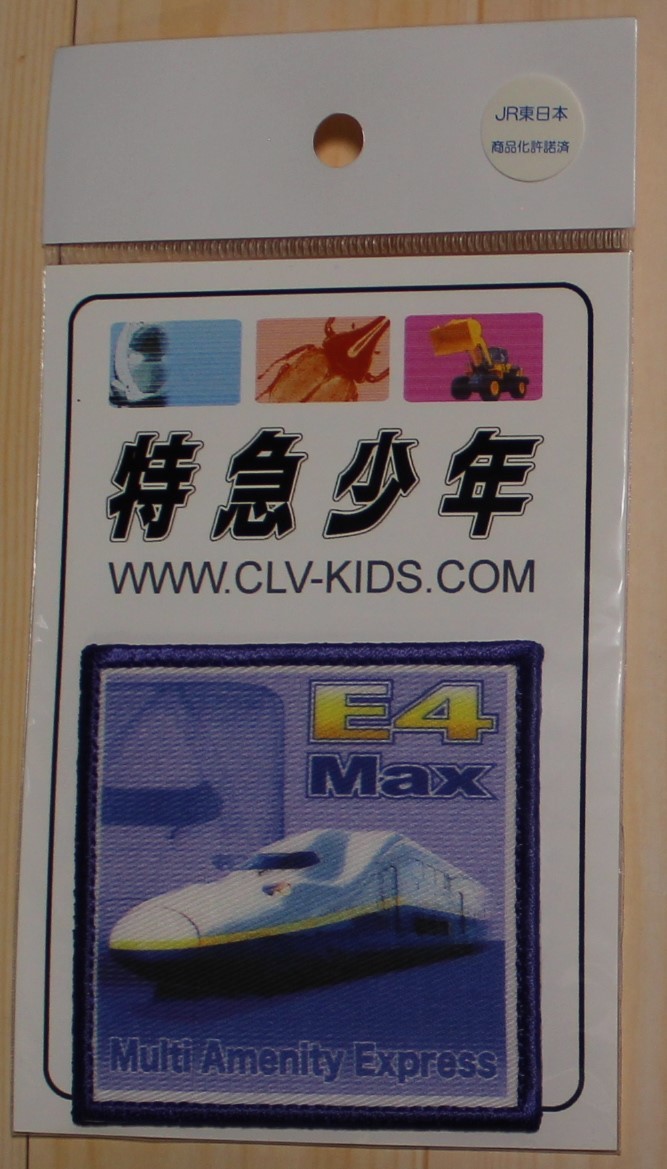 JR東日本
商品化許諾済
特急少年
WWW.CLV-KIDS.COM
E4
Max
Multi Amenity Express